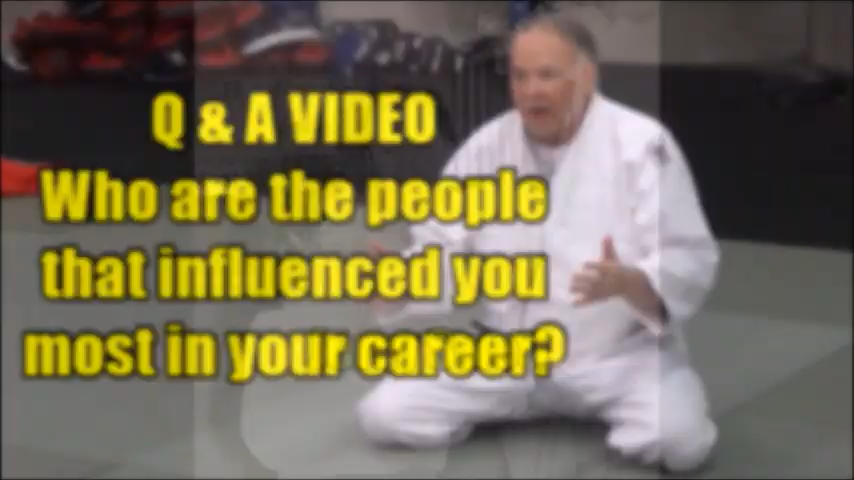 Q & A VIDEO
Who are the people
that influenced you
most in your career?